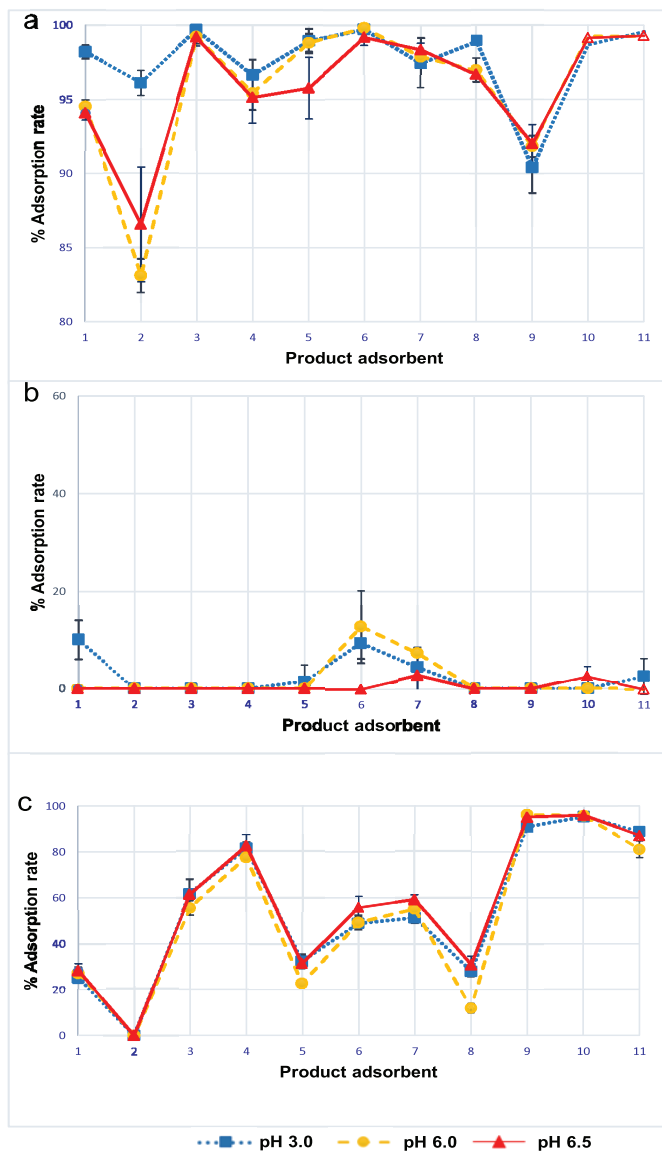 a
100
95
90
85
80
% Adsorption rate
1 2 3 4 5 6 7 8 9 10 11
Product adsorbent
b
60
40
20
0
% Adsorption rate
1 2 3 4 5 6 7 8 9 10 11
Product adsorbent
c
100
80
60
40
20
0
% Adsorption rate
1 2 3 4 5 6 7 8 9 10 11
Product adsorbent
pH 3.0 pH 6.0 pH 6.5